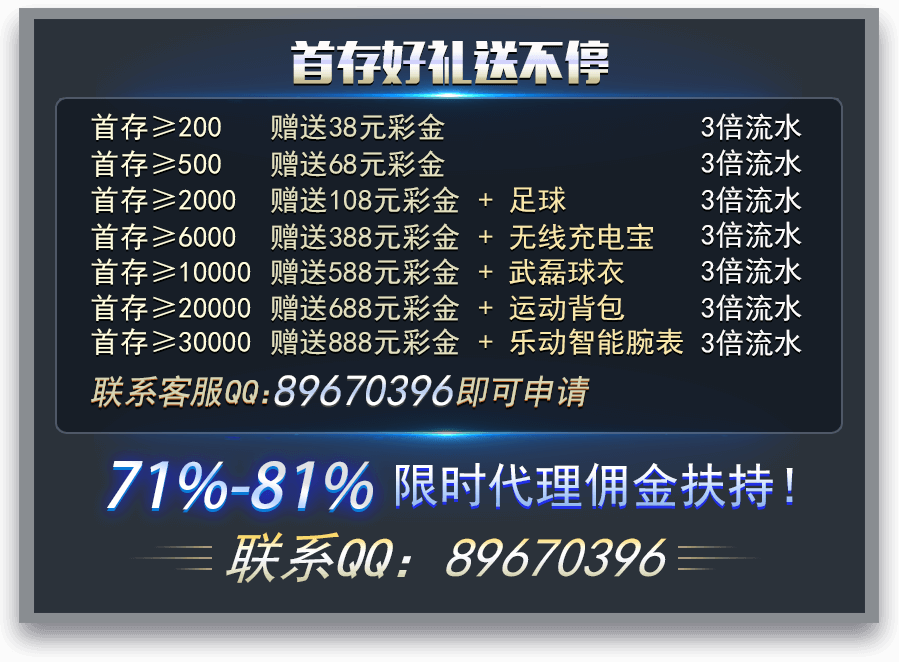 首存好礼送不停
首存≥200 赠送38元彩金 3倍流水
首存≥500 赠送68元彩金 3倍流水
首存≥2000 赠送108元彩金 + 足球 3倍流水
首存≥6000 赠送388元彩金 + 无线充电宝 3倍流水
首存≥10000 赠送588元彩金 + 武磊球衣 3倍流水
首存≥20000 赠送688元彩金 + 运动背包 3倍流水
首存≥30000 赠送888元彩金 + 乐动智能腕表 3倍流水
联系客服QQ:89670396即可申请
71%-81% 限时代理佣金扶持!
联系QQ: 89670396